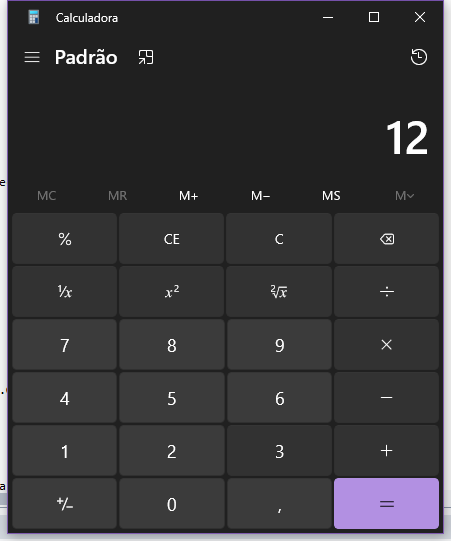 Calculadora
Padrão
12
MC MR M+ M− MS M
% CE C
¹/x x² ²√x ÷
7 8 9 ×
4 5 6 −
1 2 3 +
+/− 0 , =